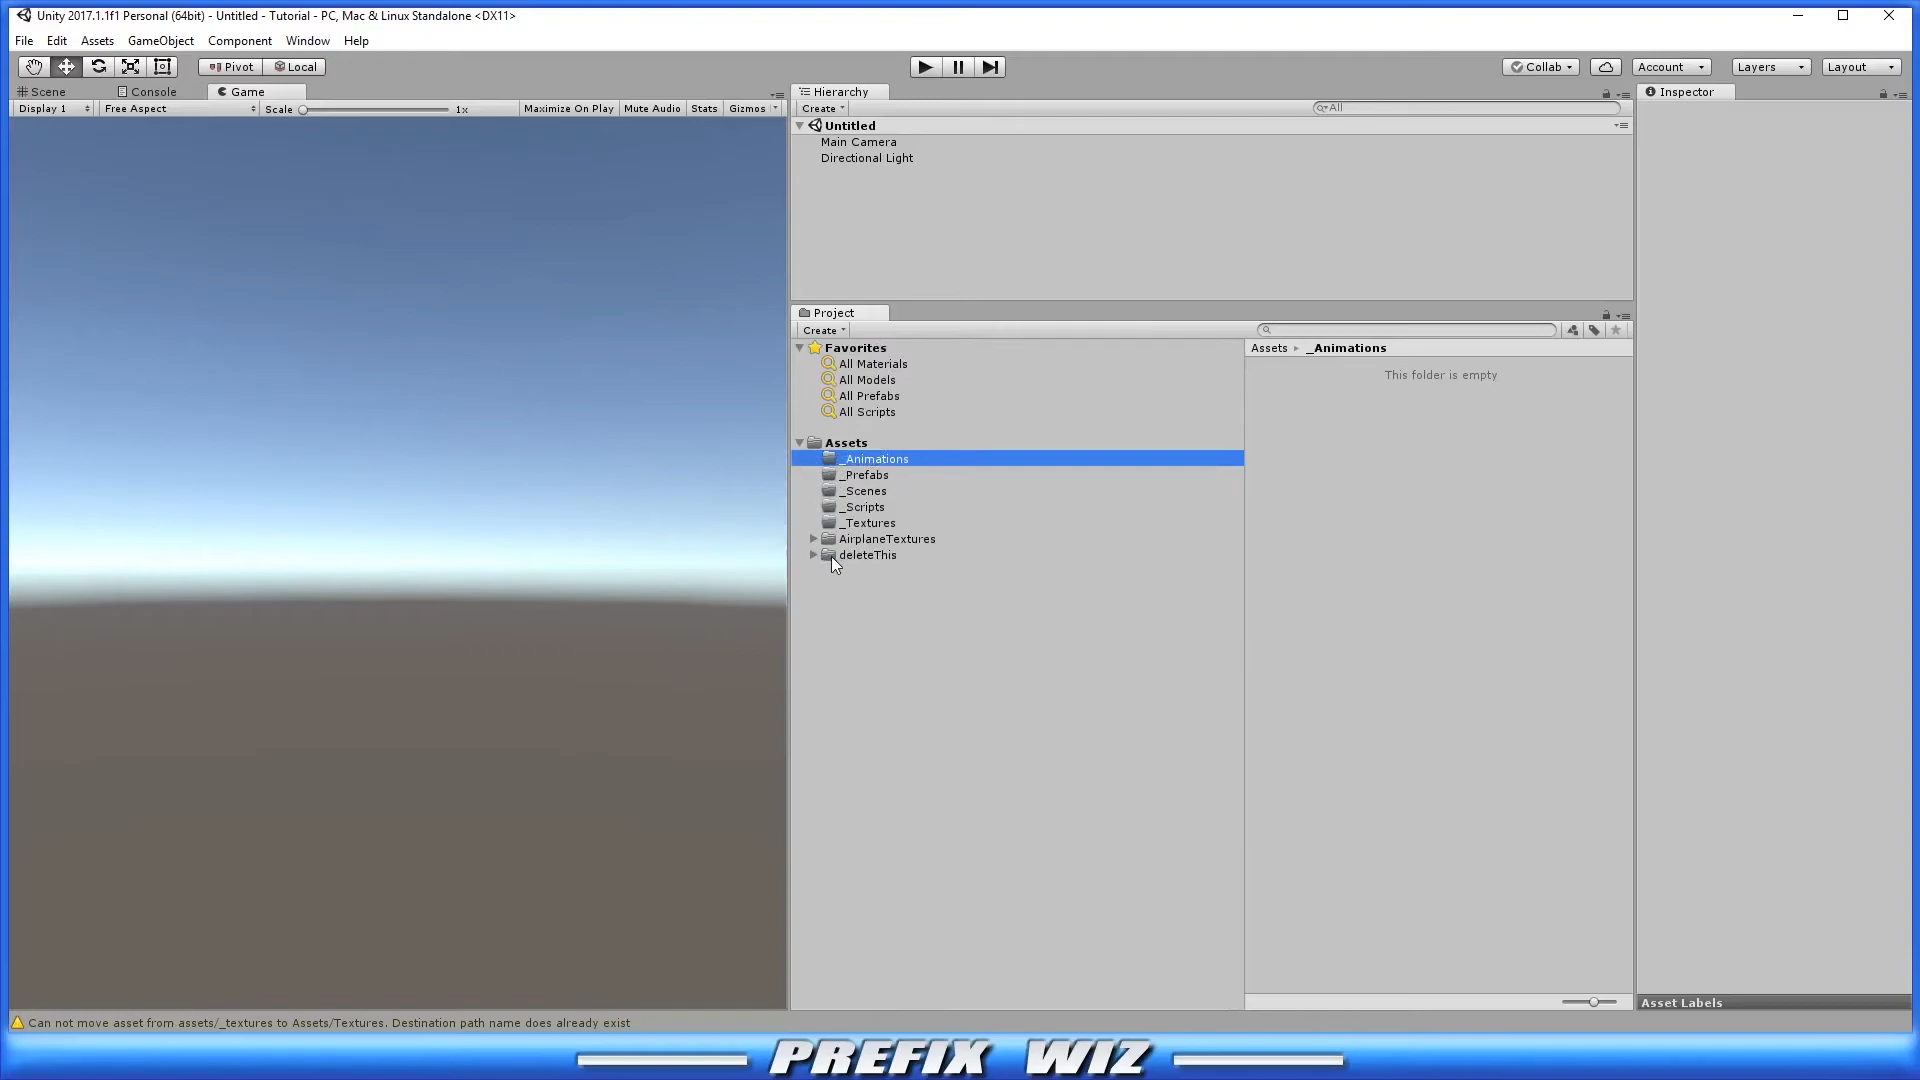 Unity 2017.1.1f1 Personal (64bit) - Untitled - Tutorial - PC, Mac & Linux Standalone <DX11>
File Edit Assets GameObject Component Window Help
Pivot Local Collab Account Layers Layout
Scene Console Game
Display 1 Free Aspect Scale 1x Maximize On Play Mute Audio Stats Gizmos
Hierarchy
Create All
Untitled
Main Camera
Directional Light
Project
Create
Favorites
All Materials
All Models
All Prefabs
All Scripts
Assets
_Animations
_Prefabs
_Scenes
_Scripts
_Textures
AirplaneTextures
deleteThis
Assets _Animations
This folder is empty
Inspector
Asset Labels
Can not move asset from assets/_textures to Assets/Textures. Destination path name does already exist
PREFIX WIZ